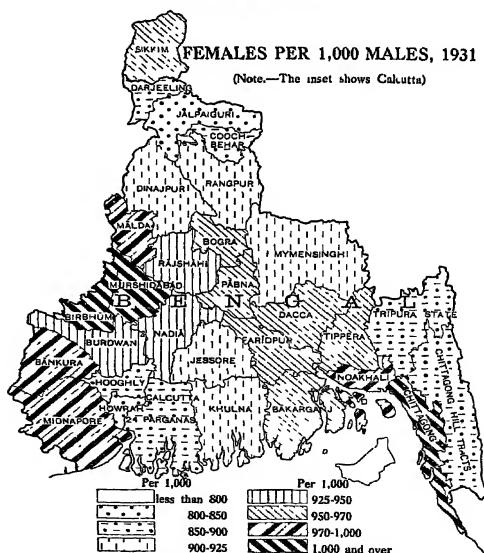 FEMALES PER 1,000 MALES, 1931
(Note.—The inset shows Calcutta)
SIKKIM
DARJEELING
JALPAIGURI
COOCH
BEHAR
DINAJPUR
RANGPUR
MALDA
BOGRA
MYMENSINGH
RAJSHAHI
MURSHIDABAD
PABNA
BENGAL
BIRBHUM
DACCA
TRIPURA STATE
NADIA
BURDWAN
FARIDPUR
TIPPERA
BANKURA
JESSORE
NOAKHALI
CHITTAGONG HILL TRACTS
HOOGHLY
CALCUTTA
CHITTAGONG
HOWRAH
24
PARGANAS
KHULNA
BAKARGANJ
MIDNAPORE
Per 1,000
less than 800
800-850
850-900
900-925
Per 1,000
925-950
950-970
970-1,000
1,000 and over